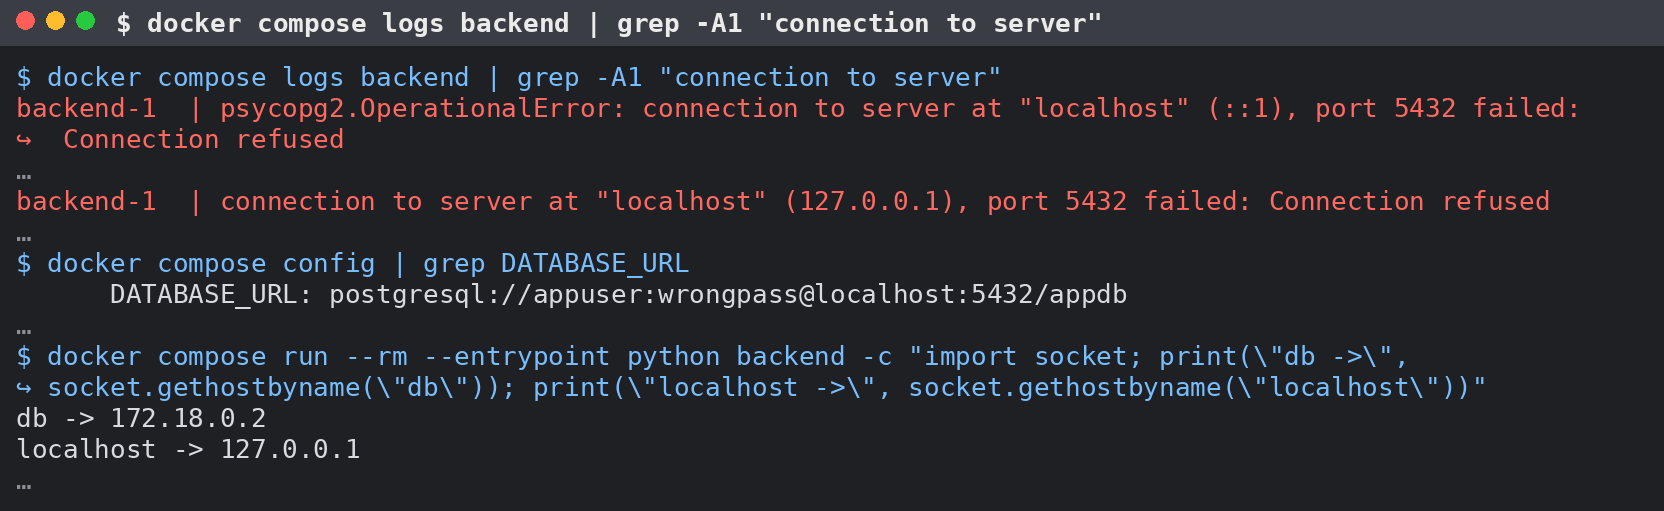 $ docker compose logs backend | grep -A1 "connection to server"
$ docker compose logs backend | grep -A1 "connection to server"
backend-1  | psycopg2.OperationalError: connection to server at "localhost" (::1), port 5432 failed:
↪  Connection refused
…
backend-1  | connection to server at "localhost" (127.0.0.1), port 5432 failed: Connection refused
…
$ docker compose config | grep DATABASE_URL
      DATABASE_URL: postgresql://appuser:wrongpass@localhost:5432/appdb
…
$ docker compose run --rm --entrypoint python backend -c "import socket; print(\"db ->\",
↪ socket.gethostbyname(\"db\")); print(\"localhost ->\", socket.gethostbyname(\"localhost\"))"
db -> 172.18.0.2
localhost -> 127.0.0.1
…